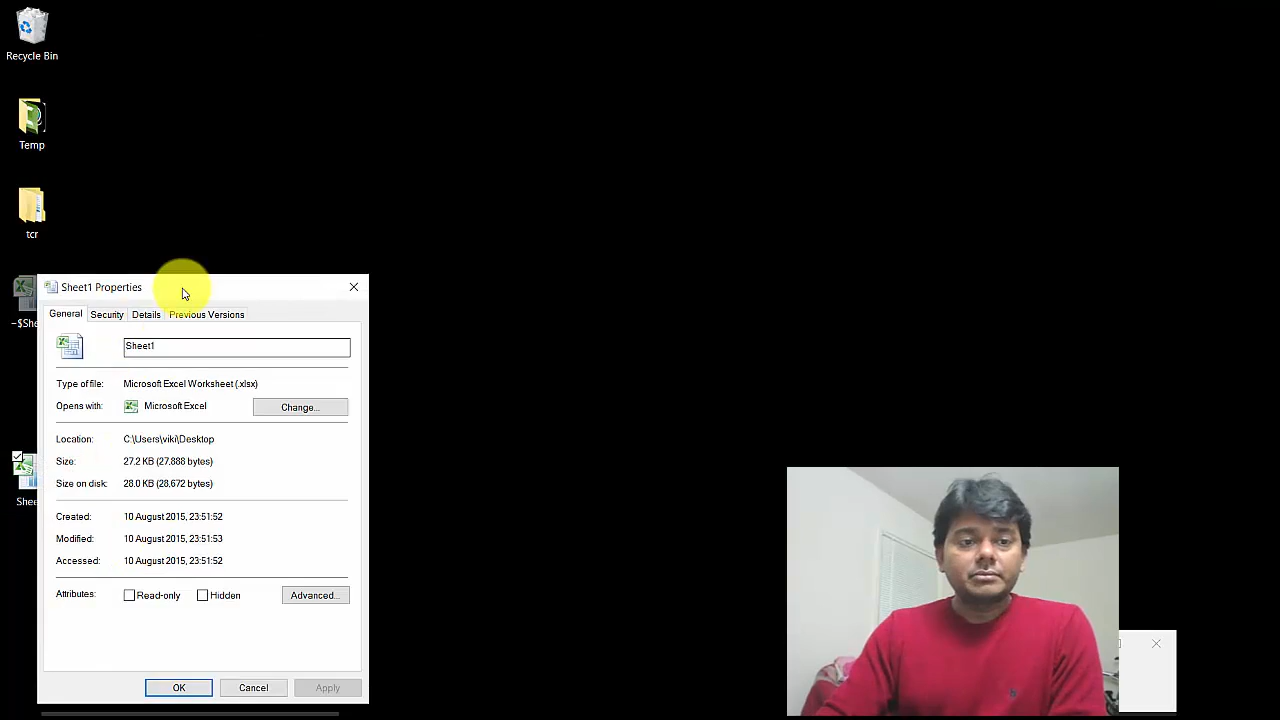 Recycle Bin
Temp
tcr
~$She
Shee
Sheet1 Properties
General Security Details Previous Versions
Sheet1
Type of file: Microsoft Excel Worksheet (.xlsx)
Opens with: Microsoft Excel Change...
Location: C:\Users\viki\Desktop
Size: 27.2 KB (27,888 bytes)
Size on disk: 28.0 KB (28,672 bytes)
Created: 10 August 2015, 23:51:52
Modified: 10 August 2015, 23:51:53
Accessed: 10 August 2015, 23:51:52
Attributes: Read-only Hidden Advanced...
OK Cancel Apply